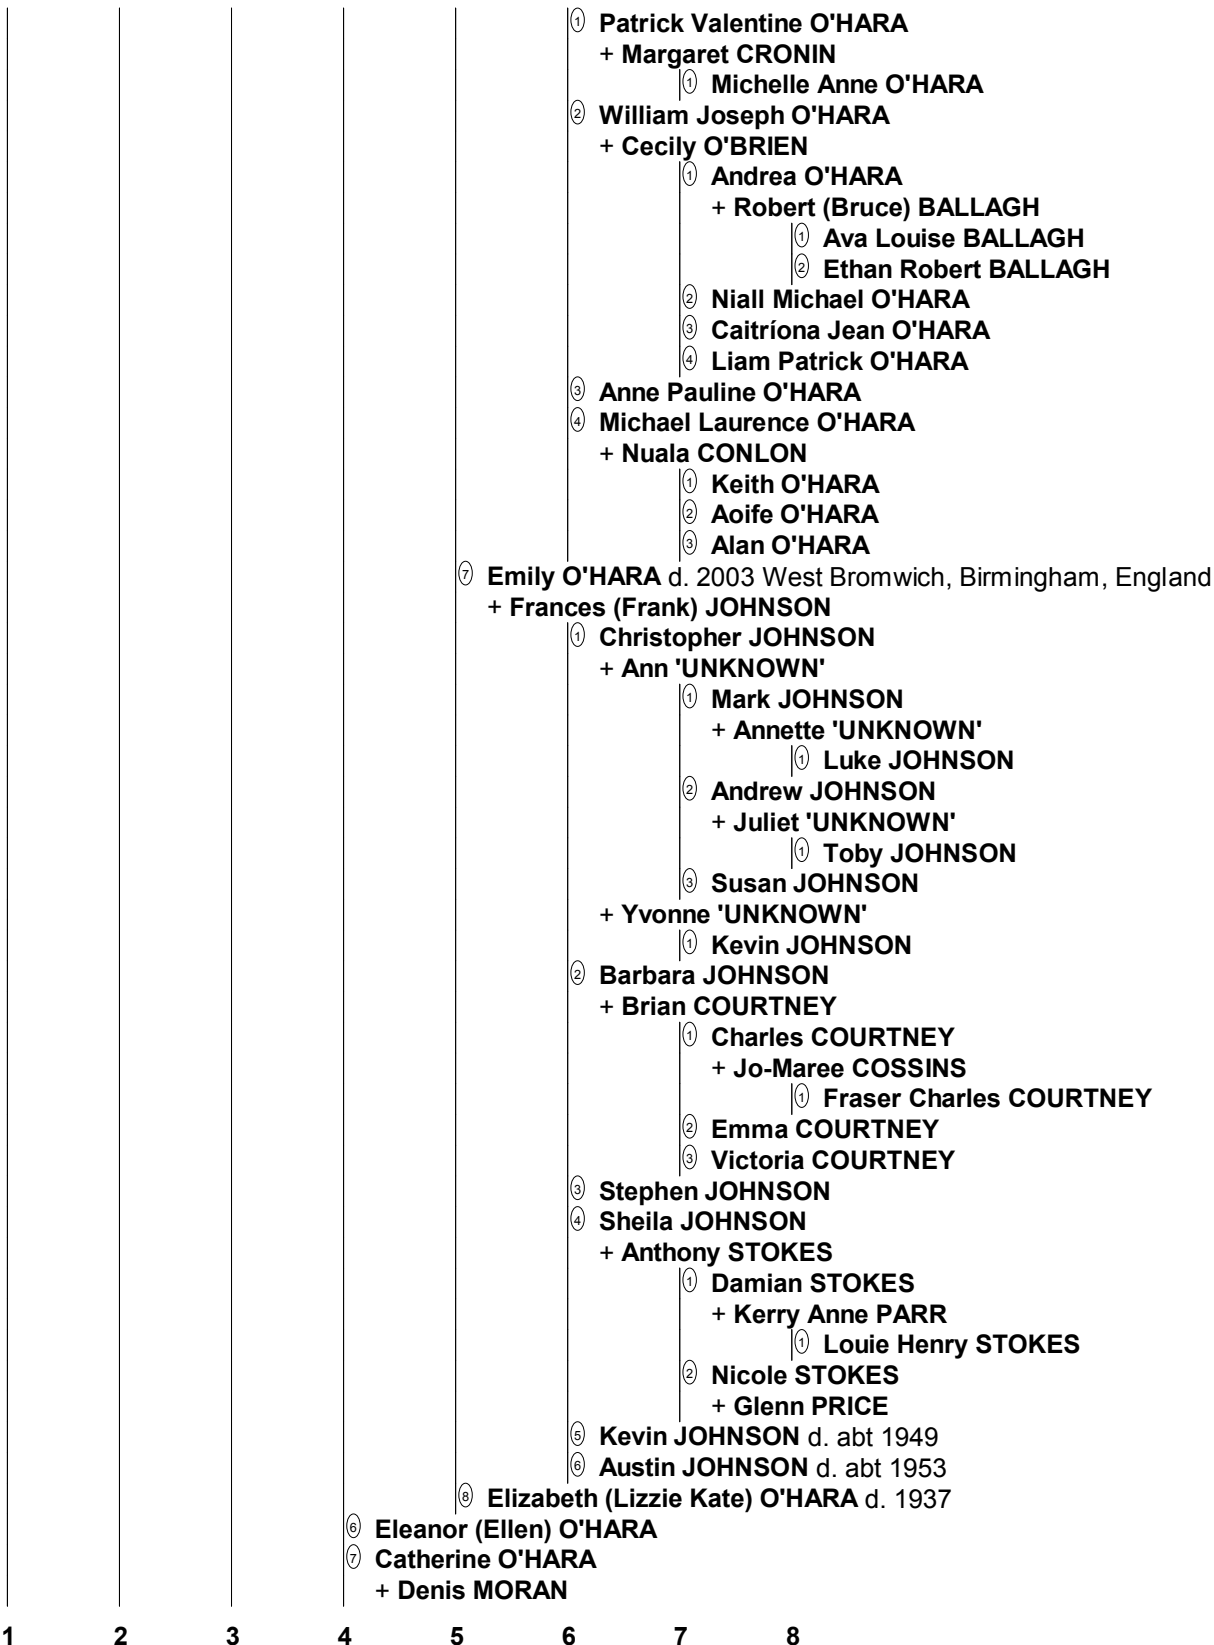 ① Patrick Valentine O'HARA
+ Margaret CRONIN
① Michelle Anne O'HARA
② William Joseph O'HARA
+ Cecily O'BRIEN
① Andrea O'HARA
+ Robert (Bruce) BALLAGH
① Ava Louise BALLAGH
② Ethan Robert BALLAGH
② Niall Michael O'HARA
③ Caitríona Jean O'HARA
④ Liam Patrick O'HARA
③ Anne Pauline O'HARA
④ Michael Laurence O'HARA
+ Nuala CONLON
① Keith O'HARA
② Aoife O'HARA
③ Alan O'HARA
⑦ Emily O'HARA d. 2003 West Bromwich, Birmingham, England
+ Frances (Frank) JOHNSON
① Christopher JOHNSON
+ Ann 'UNKNOWN'
① Mark JOHNSON
+ Annette 'UNKNOWN'
① Luke JOHNSON
② Andrew JOHNSON
+ Juliet 'UNKNOWN'
① Toby JOHNSON
③ Susan JOHNSON
+ Yvonne 'UNKNOWN'
① Kevin JOHNSON
② Barbara JOHNSON
+ Brian COURTNEY
① Charles COURTNEY
+ Jo-Maree COSSINS
① Fraser Charles COURTNEY
② Emma COURTNEY
③ Victoria COURTNEY
③ Stephen JOHNSON
④ Sheila JOHNSON
+ Anthony STOKES
① Damian STOKES
+ Kerry Anne PARR
① Louie Henry STOKES
② Nicole STOKES
+ Glenn PRICE
⑤ Kevin JOHNSON d. abt 1949
⑥ Austin JOHNSON d. abt 1953
⑧ Elizabeth (Lizzie Kate) O'HARA d. 1937
⑥ Eleanor (Ellen) O'HARA
⑦ Catherine O'HARA
+ Denis MORAN
1 2 3 4 5 6 7 8